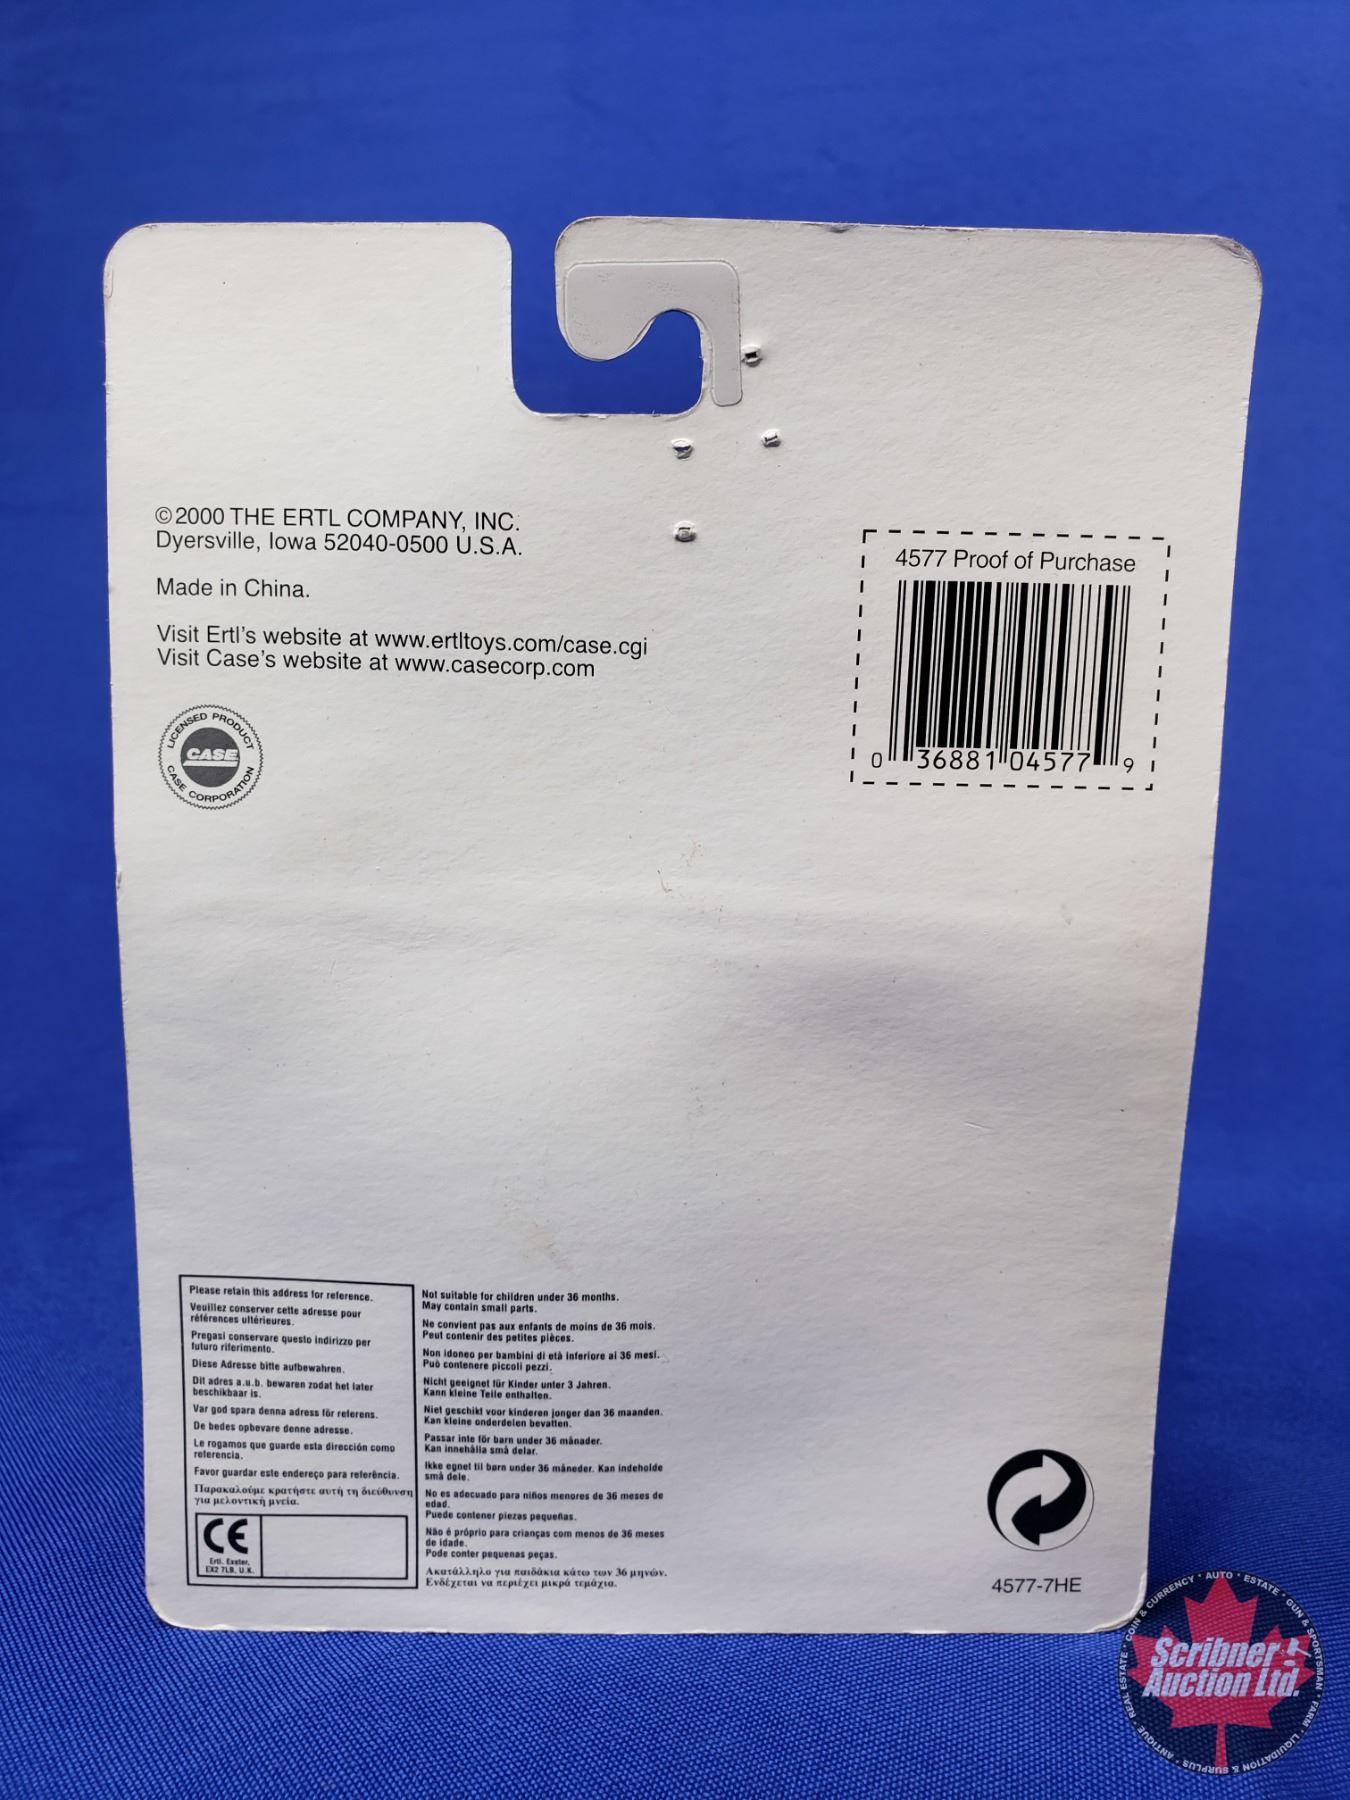 ©2000 THE ERTL COMPANY, INC.
Dyersville, Iowa 52040-0500 U.S.A.
Made in China.
Visit Ertl's website at www.ertltoys.com/case.cgi
Visit Case's website at www.casecorp.com
LICENSED PRODUCT
CASE
CASE CORPORATION
4577 Proof of Purchase
0 36881 04577 9
Please retain this address for reference.
Veuillez conserver cette adresse pour
références ultérieures.
Pregasi conservare questo indirizzo per
futuro riferimento.
Diese Adresse bitte aufbewahren.
Dit adres a.u.b. bewaren zodat het later
beschikbaar is.
Var god spara denna adress för referens.
De bedes opbevare denne adresse.
Le rogamos que guarde esta dirección como
referencia.
Favor guardar este endereço para referência.
Παρακαλούμε κρατήστε αυτή τη διεύθυνση
για μελοντική μνεία.
CE
Ertl. Exeter,
EX2 7LB. U.K.
Not suitable for children under 36 months.
May contain small parts.
Ne convient pas aux enfants de moins de 36 mois.
Peut contenir des petites pièces.
Non idoneo per bambini di età inferiore ai 36 mesi.
Può contenere piccoli pezzi.
Nicht geeignet für Kinder unter 3 Jahren.
Kann kleine Teile enthalten.
Niet geschikt voor kinderen jonger dan 36 maanden.
Kan kleine onderdelen bevatten.
Passar inte för barn under 36 månader.
Kan innehålla små delar.
Ikke egnet til børn under 36 måneder. Kan indeholde
små dele.
No es adecuado para niños menores de 36 meses de
edad.
Puede contener piezas pequeñas.
Não é próprio para crianças com menos de 36 meses
de idade.
Pode conter pequenas peças.
Ακατάλληλο για παιδάκια κάτω των 36 μηνών.
Ενδέχεται να περιέχει μικρά τεμάχια.
4577-7HE
Scribner
Auction Ltd.
COIN & CURRENCY • AUTO • ESTATE • GUN & SPORTSMAN • FARM • LIQUIDATION & SURPLUS • ANTIQUE • REAL ESTATE